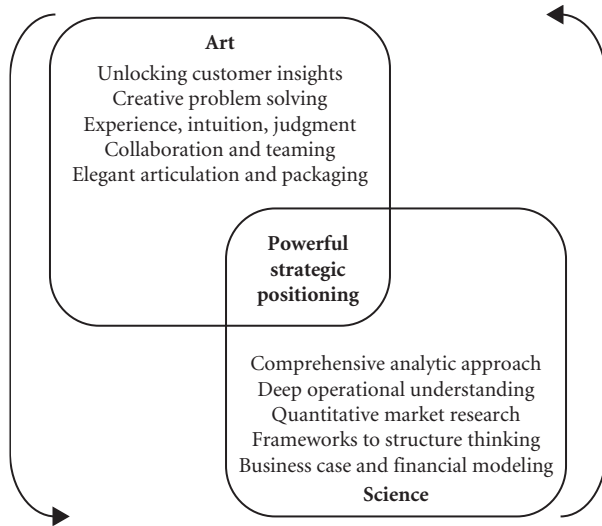 Art
Unlocking customer insights
Creative problem solving
Experience, intuition, judgment
Collaboration and teaming
Elegant articulation and packaging
Powerful
strategic
positioning
Comprehensive analytic approach
Deep operational understanding
Quantitative market research
Frameworks to structure thinking
Business case and financial modeling
Science